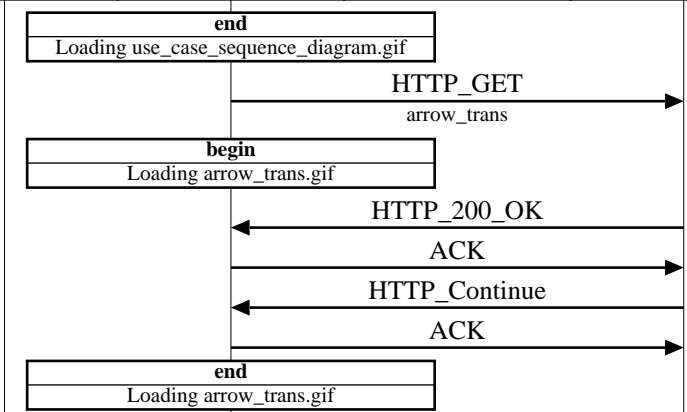 end
Loading use_case_sequence_diagram.gif
HTTP_GET
arrow_trans
begin
Loading arrow_trans.gif
HTTP_200_OK
ACK
HTTP_Continue
ACK
end
Loading arrow_trans.gif